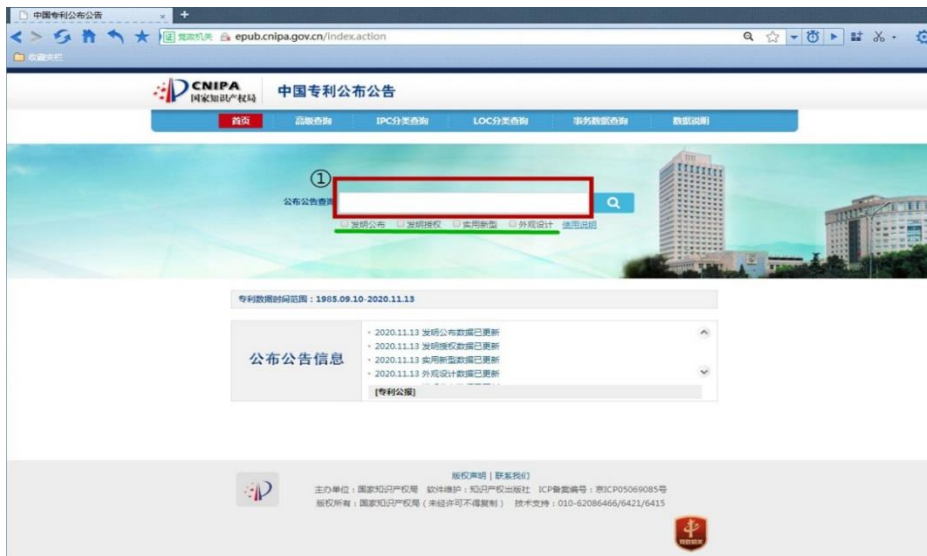 中国专利公布公告
epub.cnipa.gov.cn/index.action
收藏夹栏
CNIPA
国家知识产权局
中国专利公布公告
首页 高级查询 IPC分类查询 LOC分类查询 事务数据查询 数据说明
①
公布公告查询
发明公布 发明授权 实用新型 外观设计 使用说明
专利数据时间范围：1985.09.10-2020.11.13
公布公告信息
2020.11.13 发明公布数据已更新
2020.11.13 发明授权数据已更新
2020.11.13 实用新型数据已更新
2020.11.13 外观设计数据已更新
[专利公报]
版权声明 | 联系我们
主办单位：国家知识产权局 软件维护：知识产权出版社 ICP备案编号：京ICP05069085号
版权所有：国家知识产权局（未经许可不得复制） 技术支持：010-62086466/6421/6415